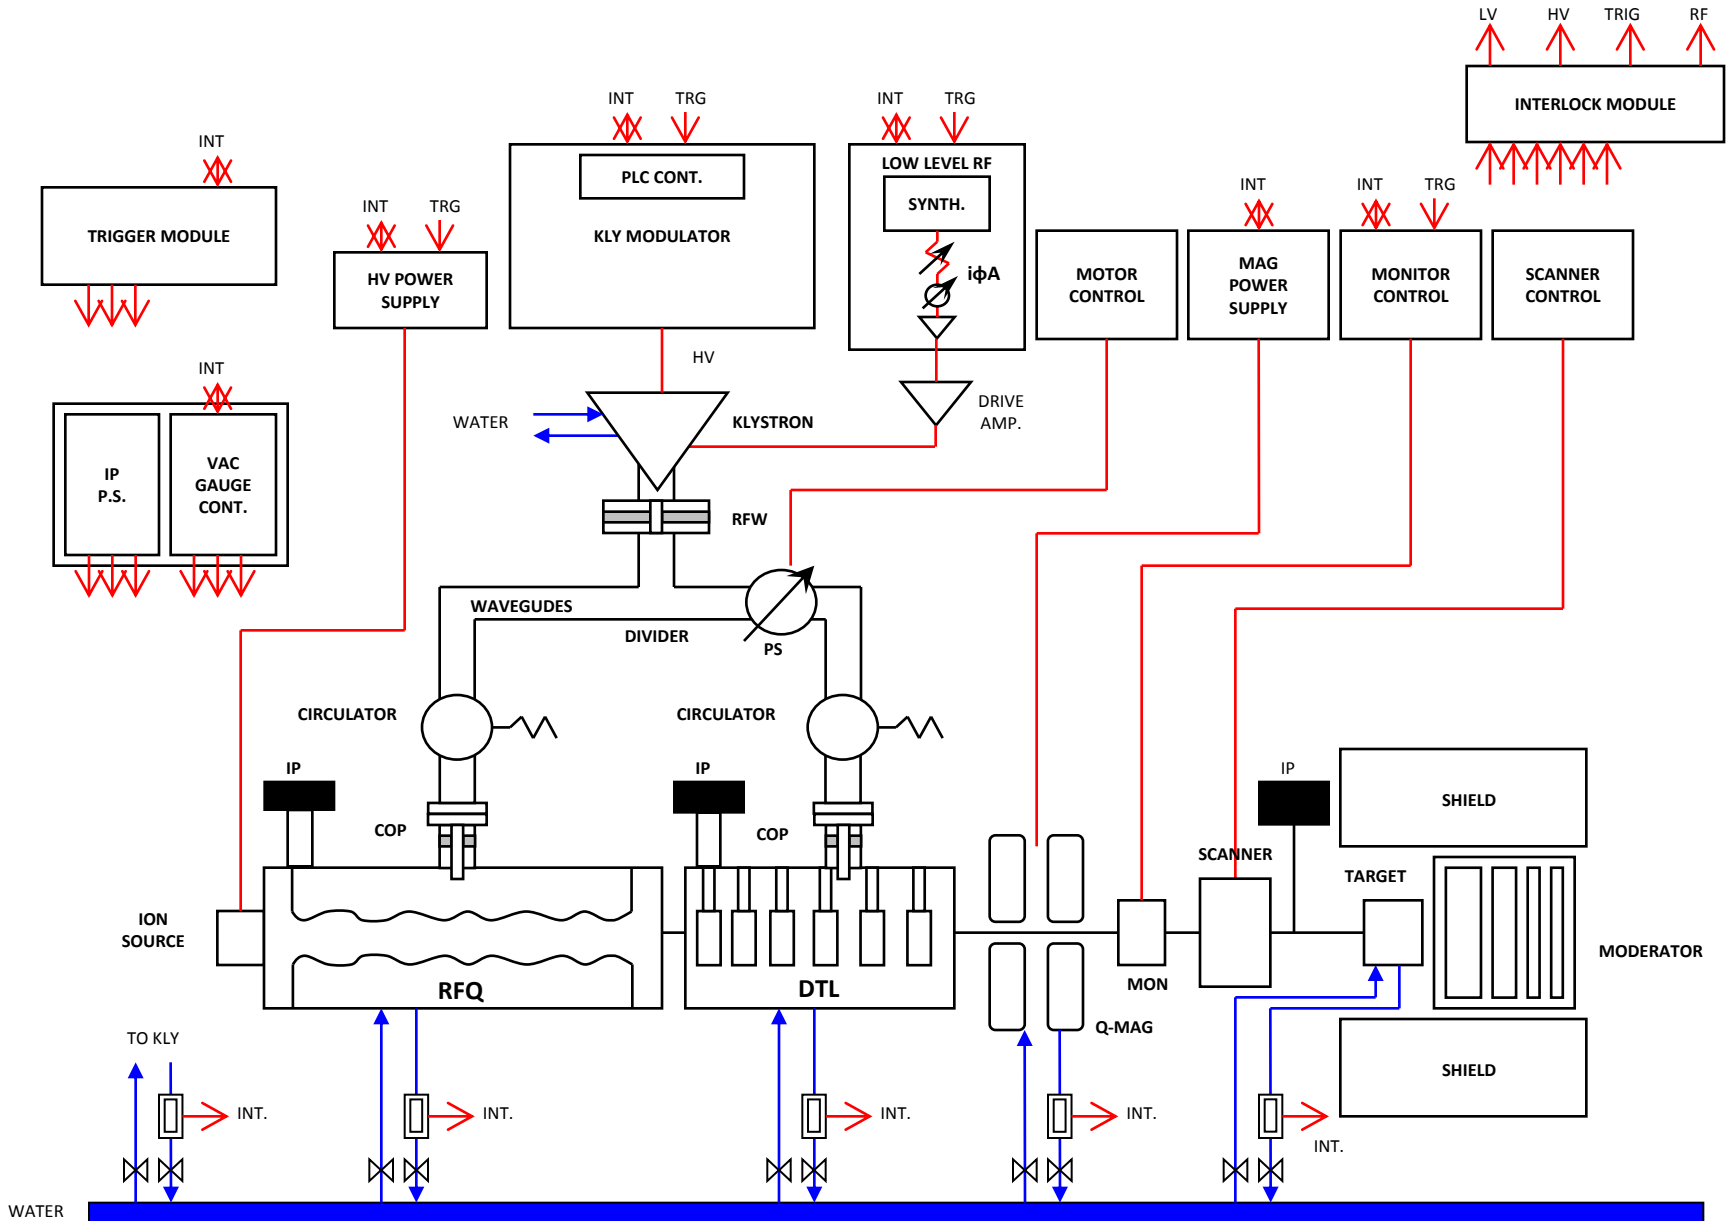 LV HV TRIG RF
INTERLOCK MODULE
INT TRG
INT TRG
INT
PLC CONT.
KLY MODULATOR
LOW LEVEL RF
SYNTH.
iϕA
TRIGGER MODULE
INT TRG
HV POWER
SUPPLY
MOTOR
CONTROL
INT
MAG
POWER
SUPPLY
INT TRG
MONITOR
CONTROL
SCANNER
CONTROL
HV
INT
IP
P.S.
VAC
GAUGE
CONT.
WATER
KLYSTRON
DRIVE
AMP.
RFW
WAVEGUDES
DIVIDER
PS
CIRCULATOR
CIRCULATOR
IP
IP
IP
COP
COP
SHIELD
SCANNER
TARGET
ION
SOURCE
RFQ
DTL
MON
MODERATOR
Q-MAG
TO KLY
SHIELD
INT.
INT.
INT.
INT.
INT.
WATER